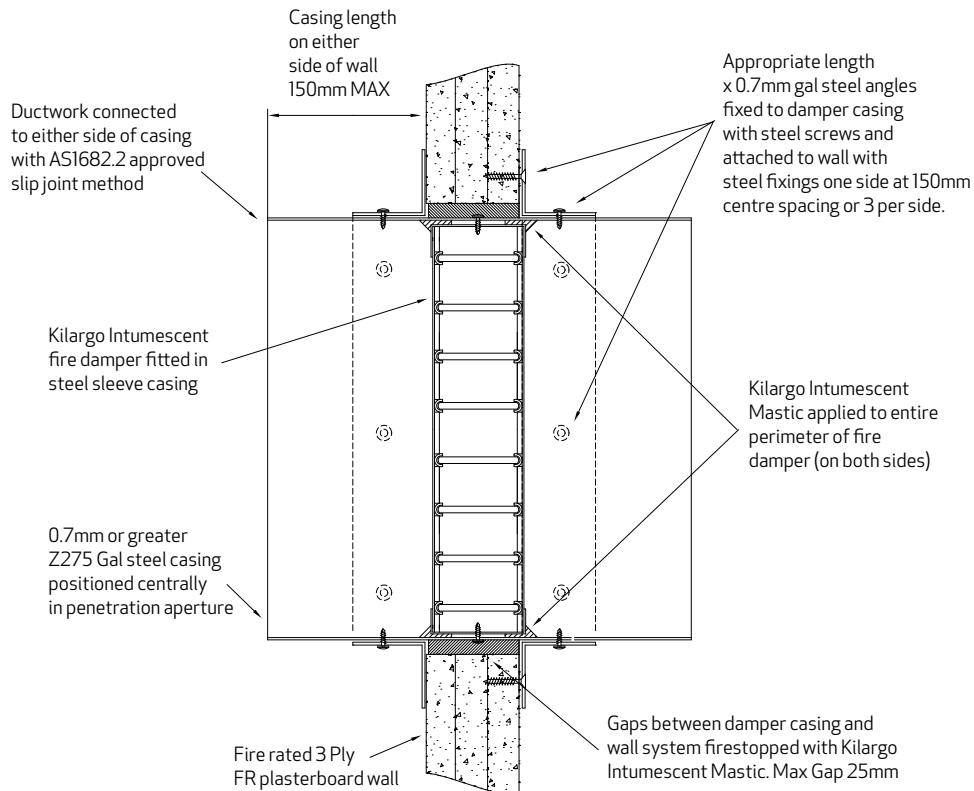 Casing length
on either
side of wall
150mm MAX
Appropriate length
x 0.7mm gal steel angles
fixed to damper casing
with steel screws and
attached to wall with
steel fixings one side at 150mm
centre spacing or 3 per side.
Ductwork connected
to either side of casing
with AS1682.2 approved
slip joint method
Kilargo Intumescent
fire damper fitted in
steel sleeve casing
Kilargo Intumescent
Mastic applied to entire
perimeter of fire
damper (on both sides)
0.7mm or greater
Z275 Gal steel casing
positioned centrally
in penetration aperture
Fire rated 3 Ply
FR plasterboard wall
Gaps between damper casing and
wall system firestopped with Kilargo
Intumescent Mastic. Max Gap 25mm